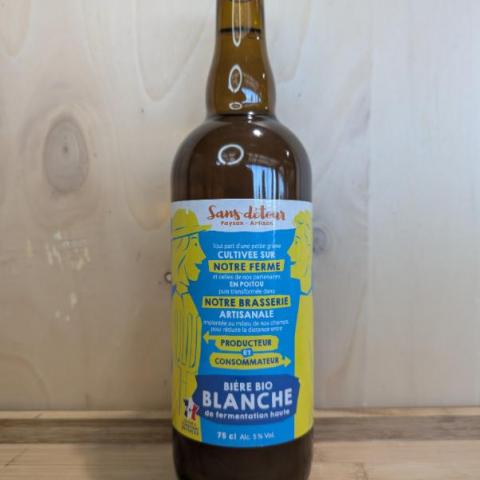 Sans détour
Paysan - Artisan
Tout part d'une petite graine
CULTIVÉE SUR
NOTRE FERME
et celles de nos partenaires
EN POITOU
puis transformée dans
NOTRE BRASSERIE
ARTISANALE
implantée au milieu de nos champs
pour réduire la distance entre
PRODUCTEUR
ET
CONSOMMATEUR
BIÈRE BIO
BLANCHE
de fermentation haute
75 cl Alc. 5% Vol.